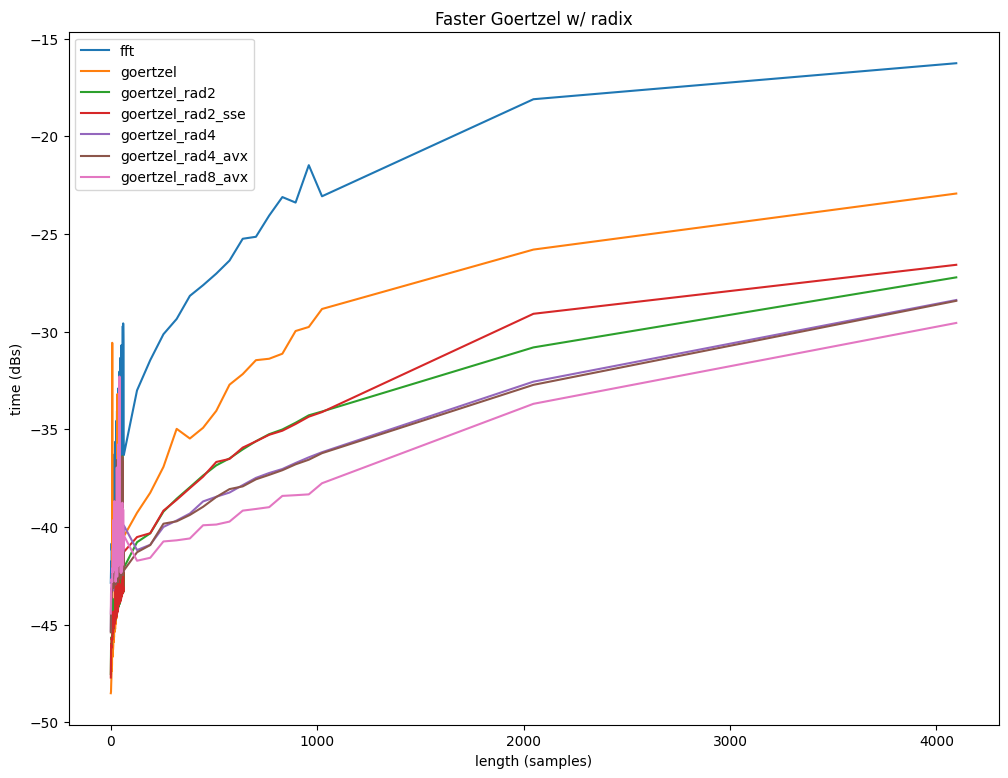 Faster Goertzel w/ radix
fft
goertzel
goertzel_rad2
goertzel_rad2_sse
goertzel_rad4
goertzel_rad4_avx
goertzel_rad8_avx
time (dBs)
−15
−20
−25
−30
−35
−40
−45
−50
0 1000 2000 3000 4000
length (samples)